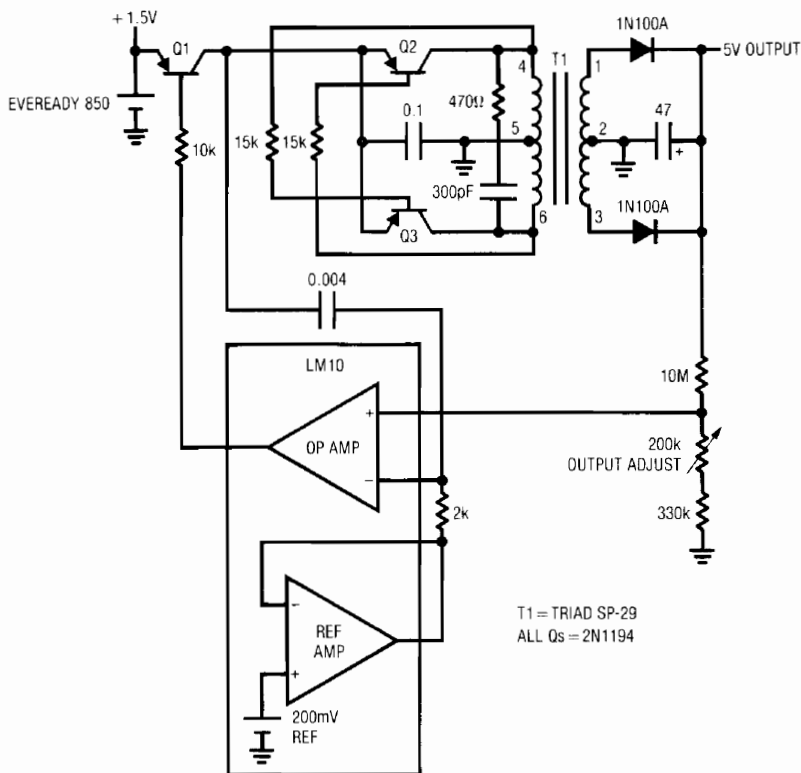 + 1.5V
Q1
Q2
4
T1
1
1N100A
5V OUTPUT
EVEREADY 850
10k
15k
15k
0.1
470Ω
5
2
47
+
300pF
Q3
6
3
1N100A
0.004
LM10
10M
+
OP AMP
−
200k
OUTPUT ADJUST
2k
330k
−
REF
AMP
+
T1 = TRIAD SP-29
ALL Qs = 2N1194
200mV
REF